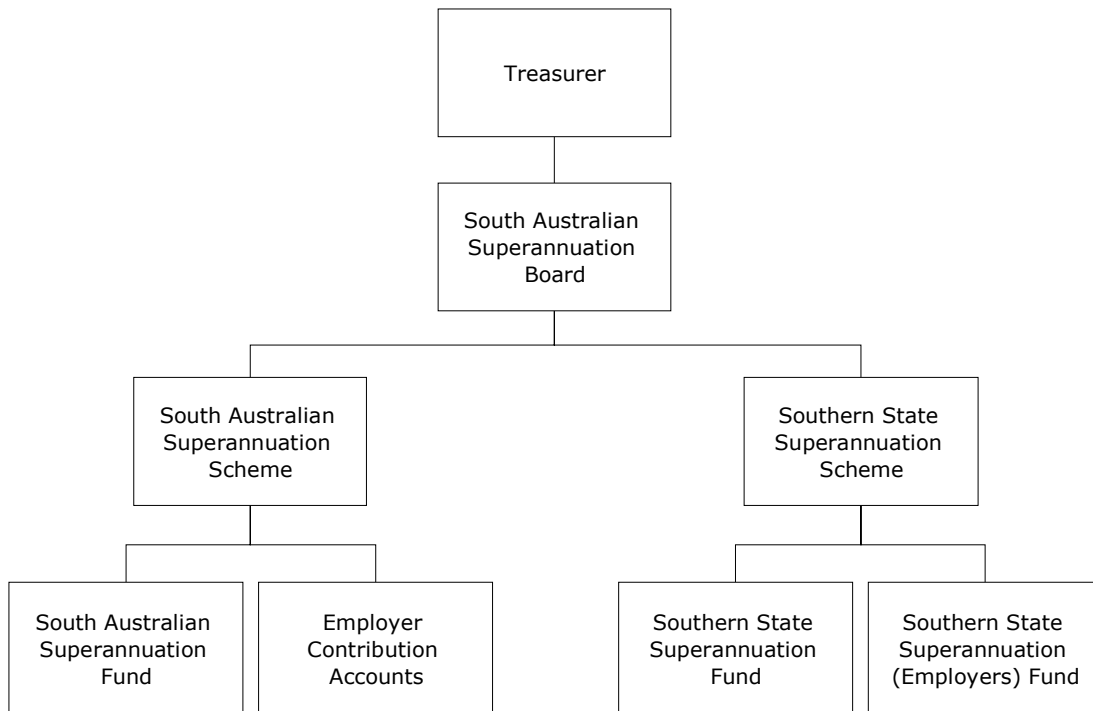 Treasurer
South Australian
Superannuation
Board
South Australian
Superannuation
Scheme
Southern State
Superannuation
Scheme
South Australian
Superannuation
Fund
Employer
Contribution
Accounts
Southern State
Superannuation
Fund
Southern State
Superannuation
(Employers) Fund